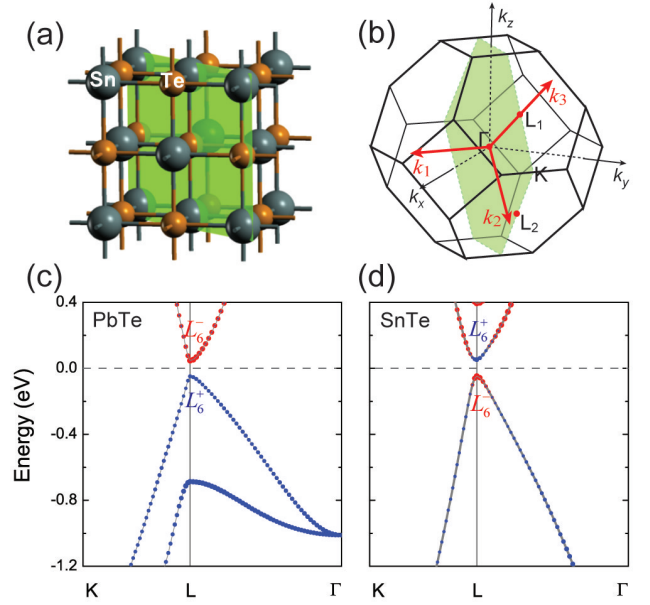 (a)
Sn Te
(b)
k_z
k_3
L_1
Γ
k_1
K
k_x
k_y
k_2
L_2
(c)
(d)
Energy (eV)
0.4
0.0
-0.4
-0.8
-1.2
PbTe
L_6^-
L_6^+
K L Γ
SnTe
L_6^+
L_6^-
K L Γ